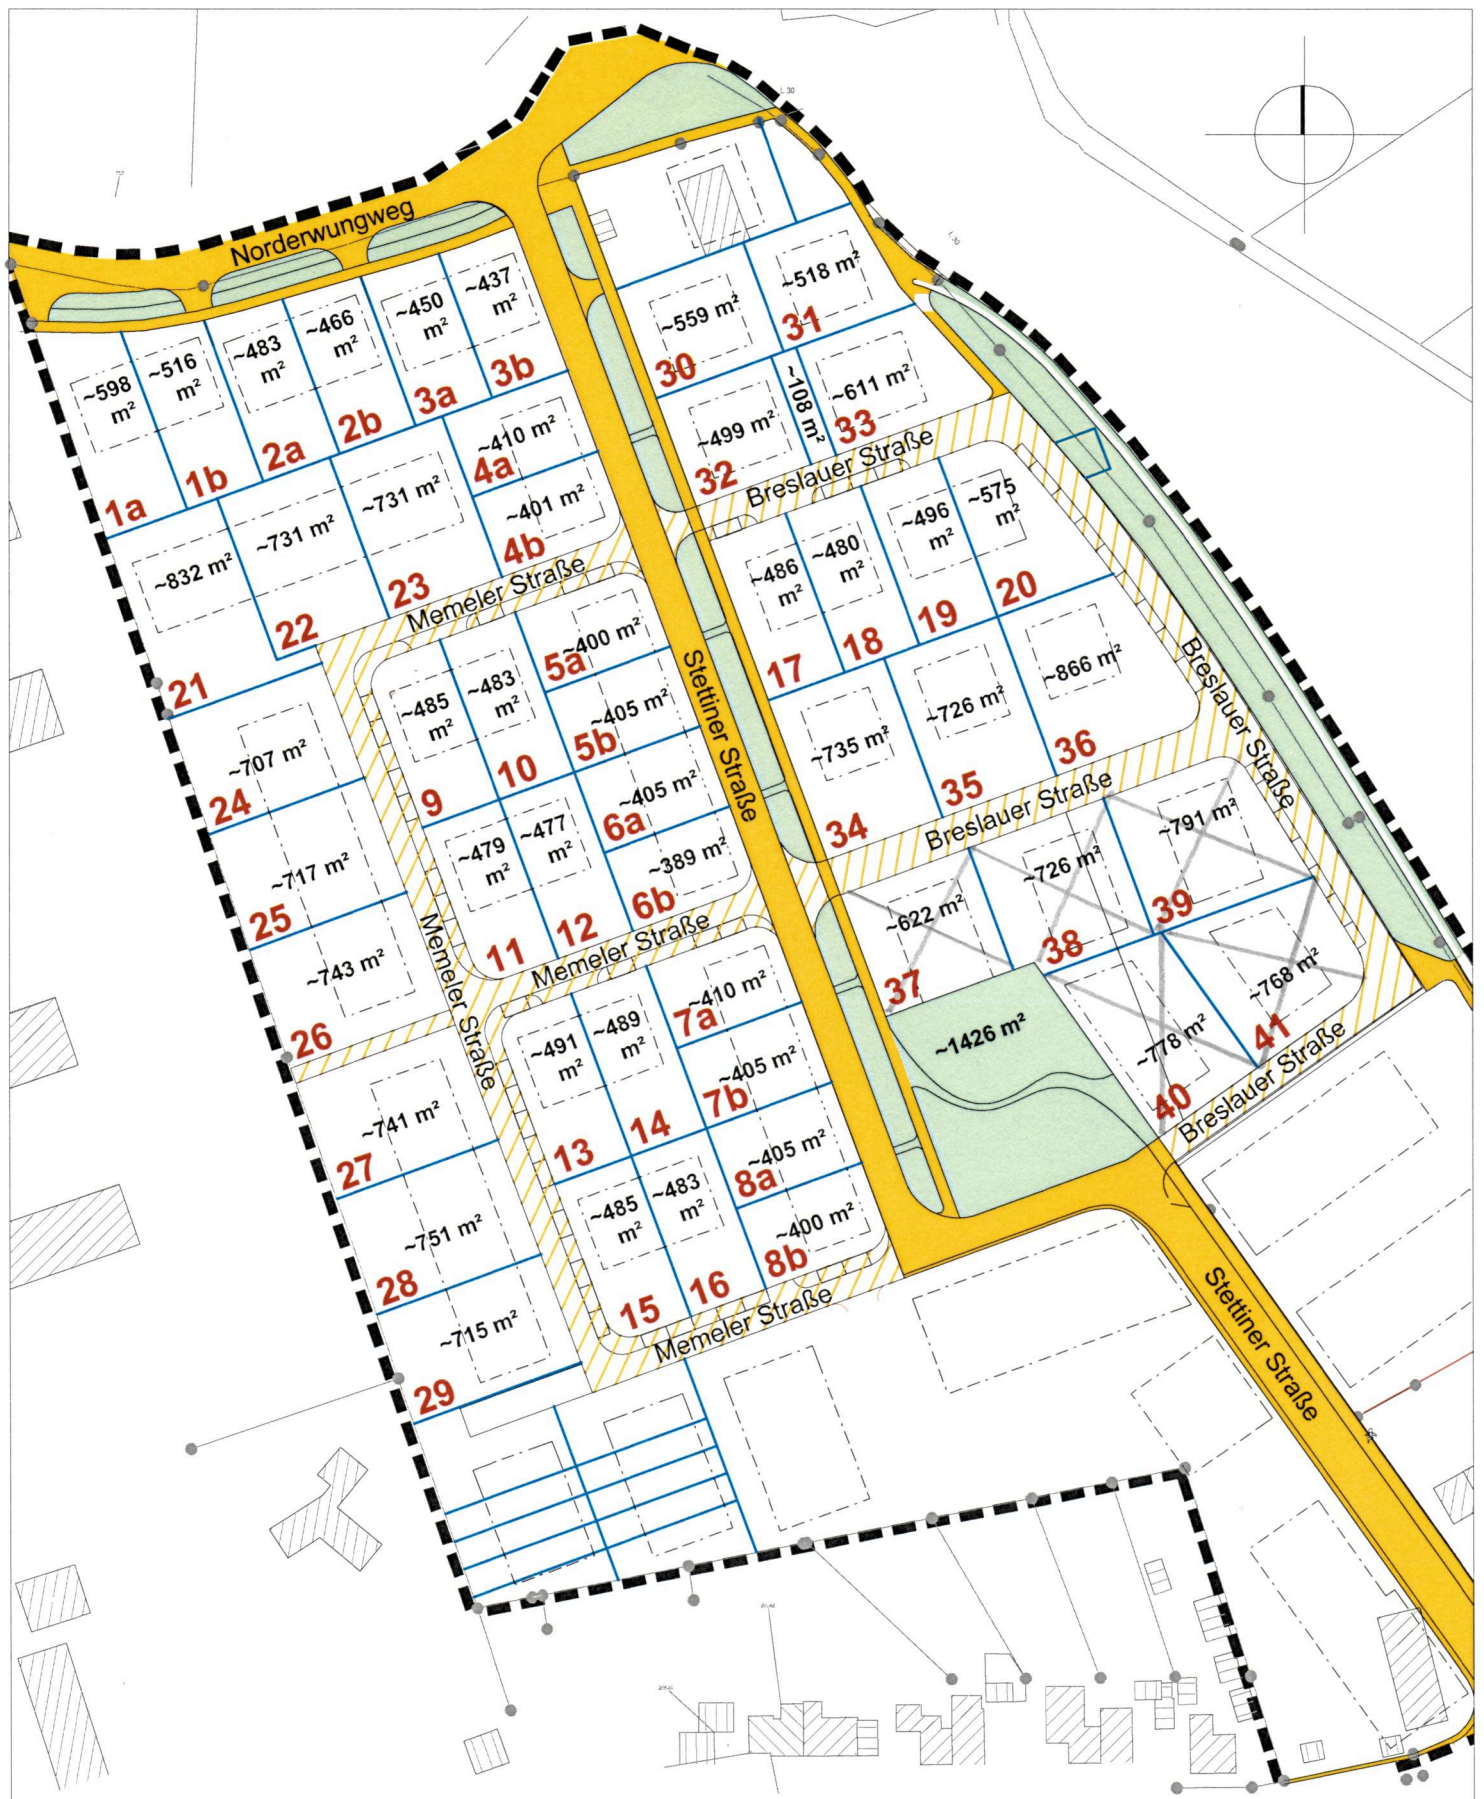 L 30
Norderwungweg
~598
m²
1a
~516
m²
1b
~483
m²
2a
~466
m²
2b
~450
m²
3a
~437
m²
3b
~410 m²
4a
~401 m²
4b
~832 m²
21
~731 m²
22
~731 m²
23
Memeler Straße
~559 m²
30
~518 m²
31
~499 m²
32
~108 m²
~611 m²
33
Breslauer Straße
~486
m²
17
~480
m²
18
~496
m²
19
~575
m²
20
~735 m²
34
~726 m²
35
~866 m²
36
Breslauer Straße
Breslauer Straße
Stettiner Straße
~485
m²
9
~483
m²
10
~400 m²
5a
~405 m²
5b
~405 m²
6a
~389 m²
6b
~479
m²
11
~477
m²
12
Memeler Straße
Memeler Straße
~707 m²
24
~717 m²
25
~743 m²
26
~622 m²
37
~726 m²
38
~791 m²
39
~778 m²
40
~768 m²
41
~1426 m²
Breslauer Straße
~491
m²
13
~489
m²
14
~410 m²
7a
~405 m²
7b
~405 m²
8a
~400 m²
8b
~485
m²
15
~483
m²
16
Memeler Straße
~741 m²
27
~751 m²
28
~715 m²
29
Stettiner Straße